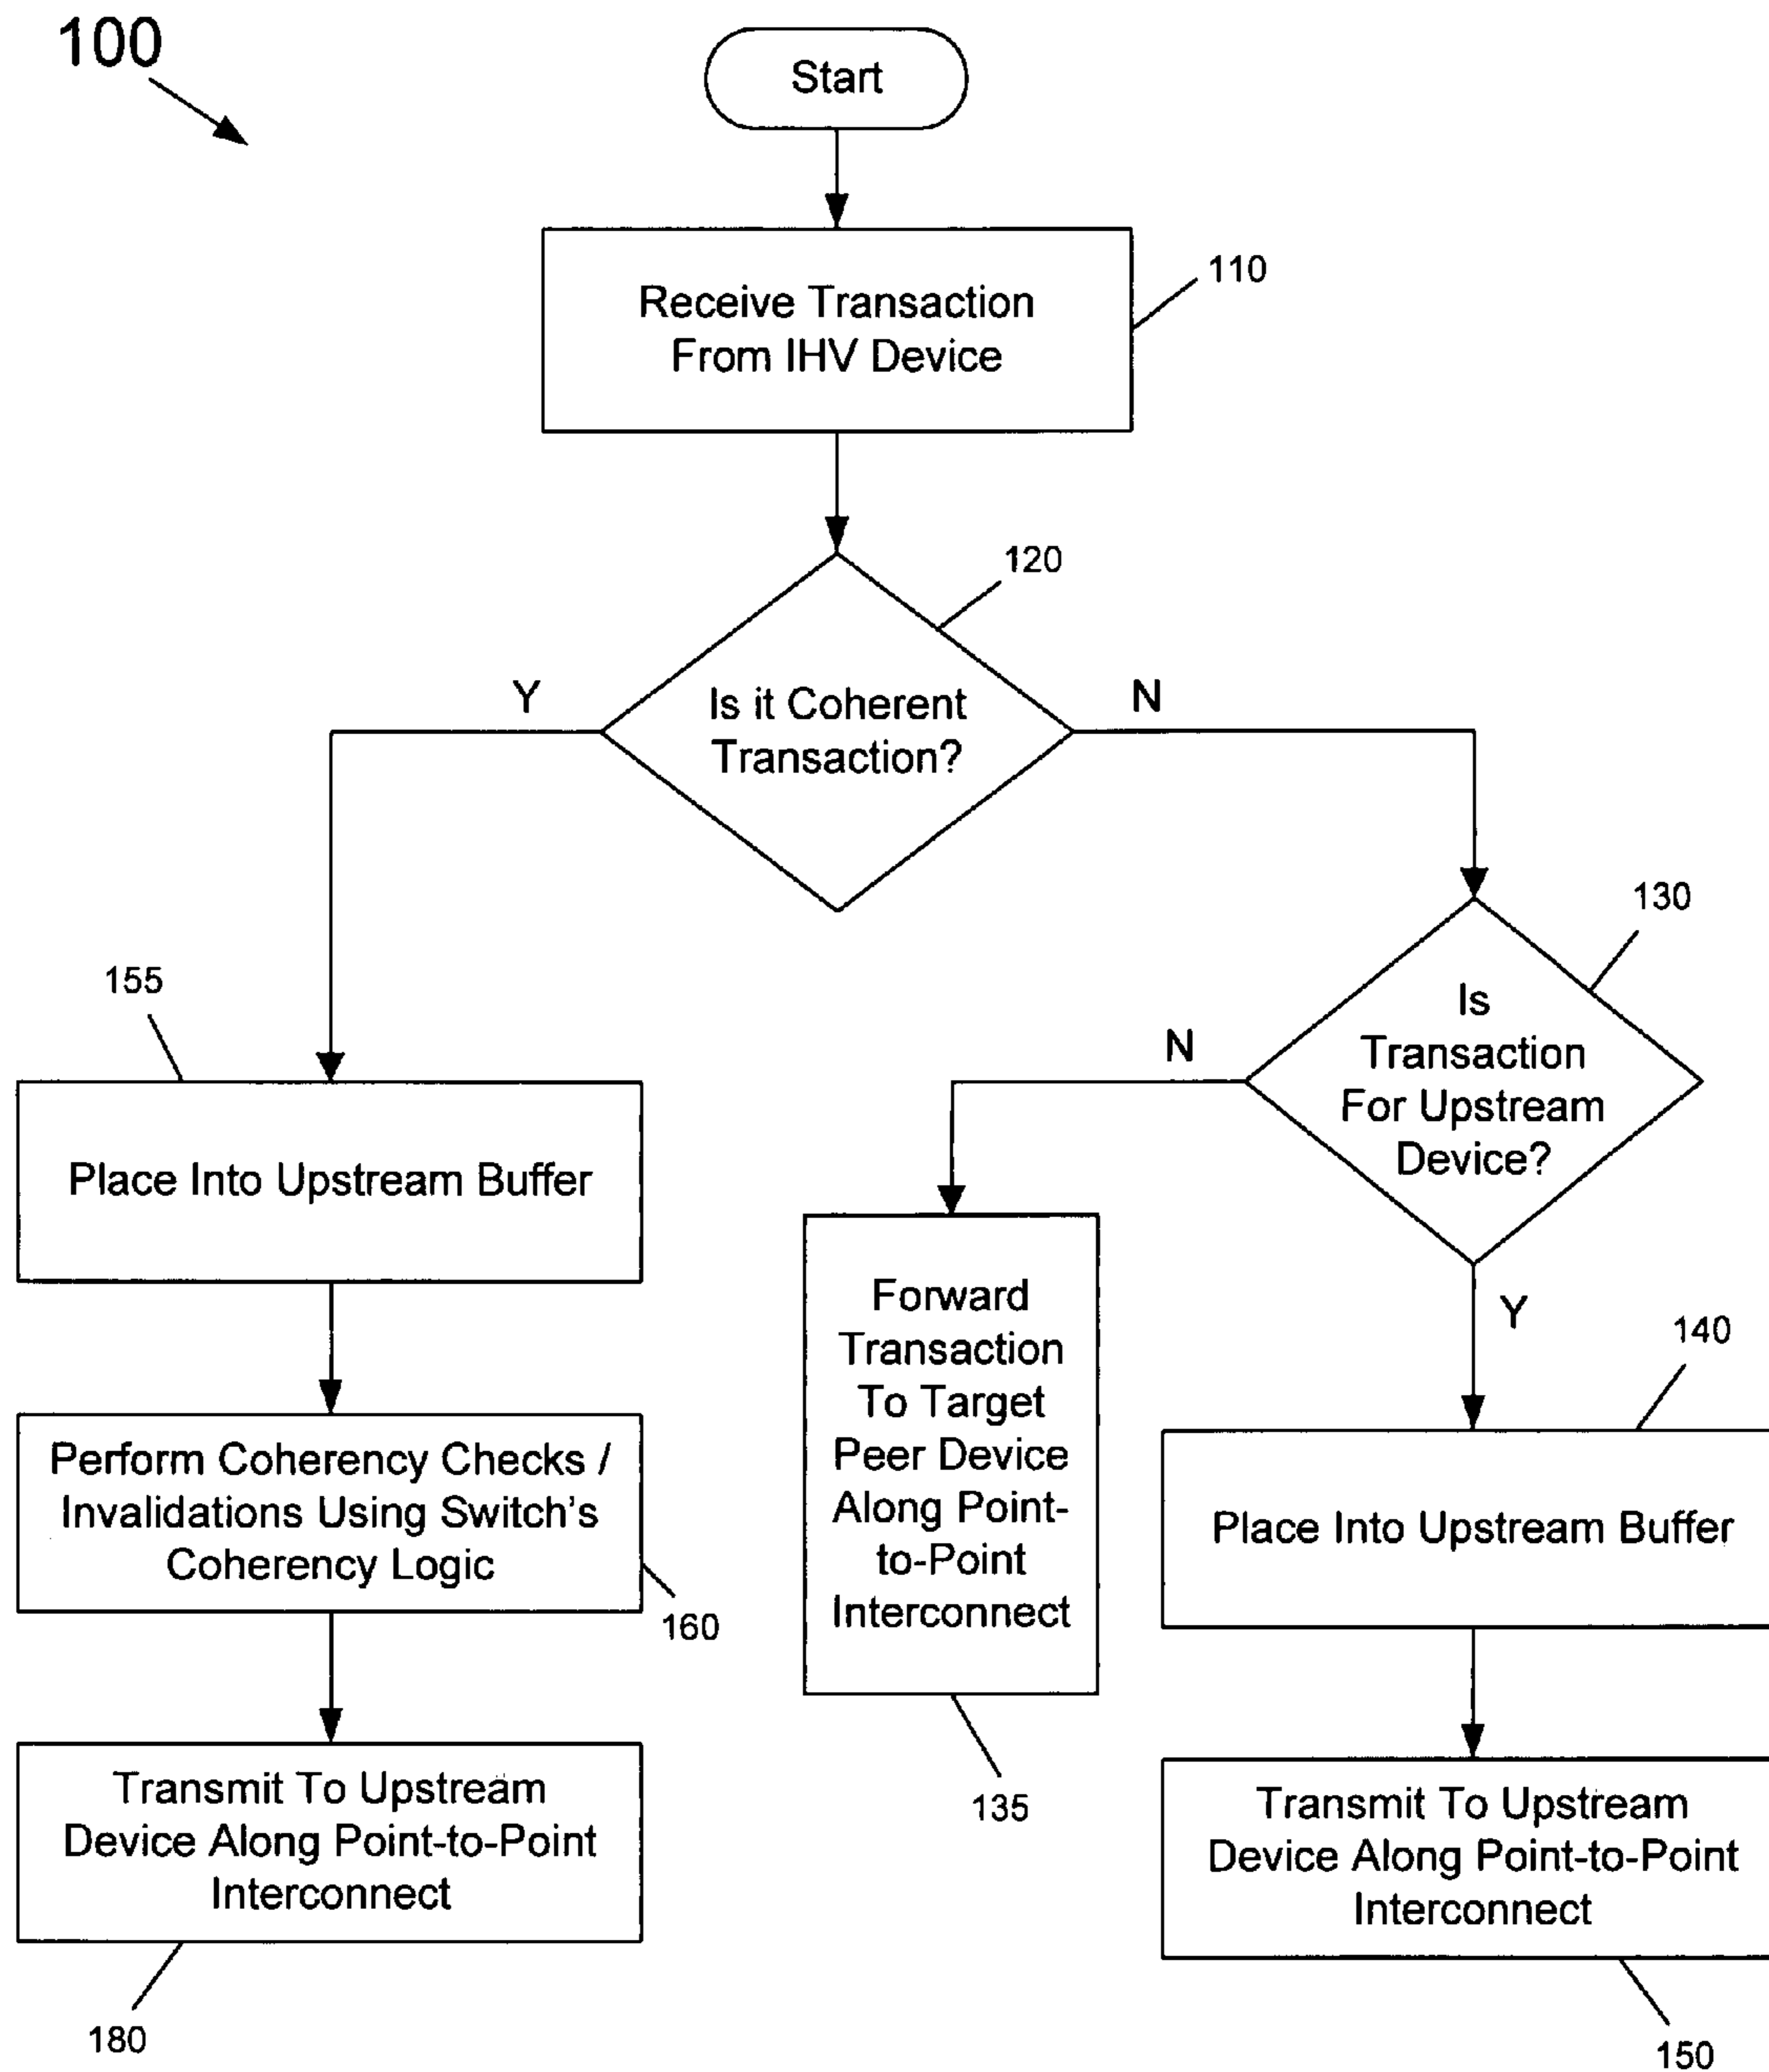 100
Start
Receive Transaction
From IHV Device
110
120
Is it Coherent
Transaction?
Y
N
130
Is
Transaction
For Upstream
Device?
N
Y
155
Place Into Upstream Buffer
Perform Coherency Checks /
Invalidations Using Switch's
Coherency Logic
160
Transmit To Upstream
Device Along Point-to-Point
Interconnect
180
Forward
Transaction
To Target
Peer Device
Along Point-
to-Point
Interconnect
135
140
Place Into Upstream Buffer
Transmit To Upstream
Device Along Point-to-Point
Interconnect
150